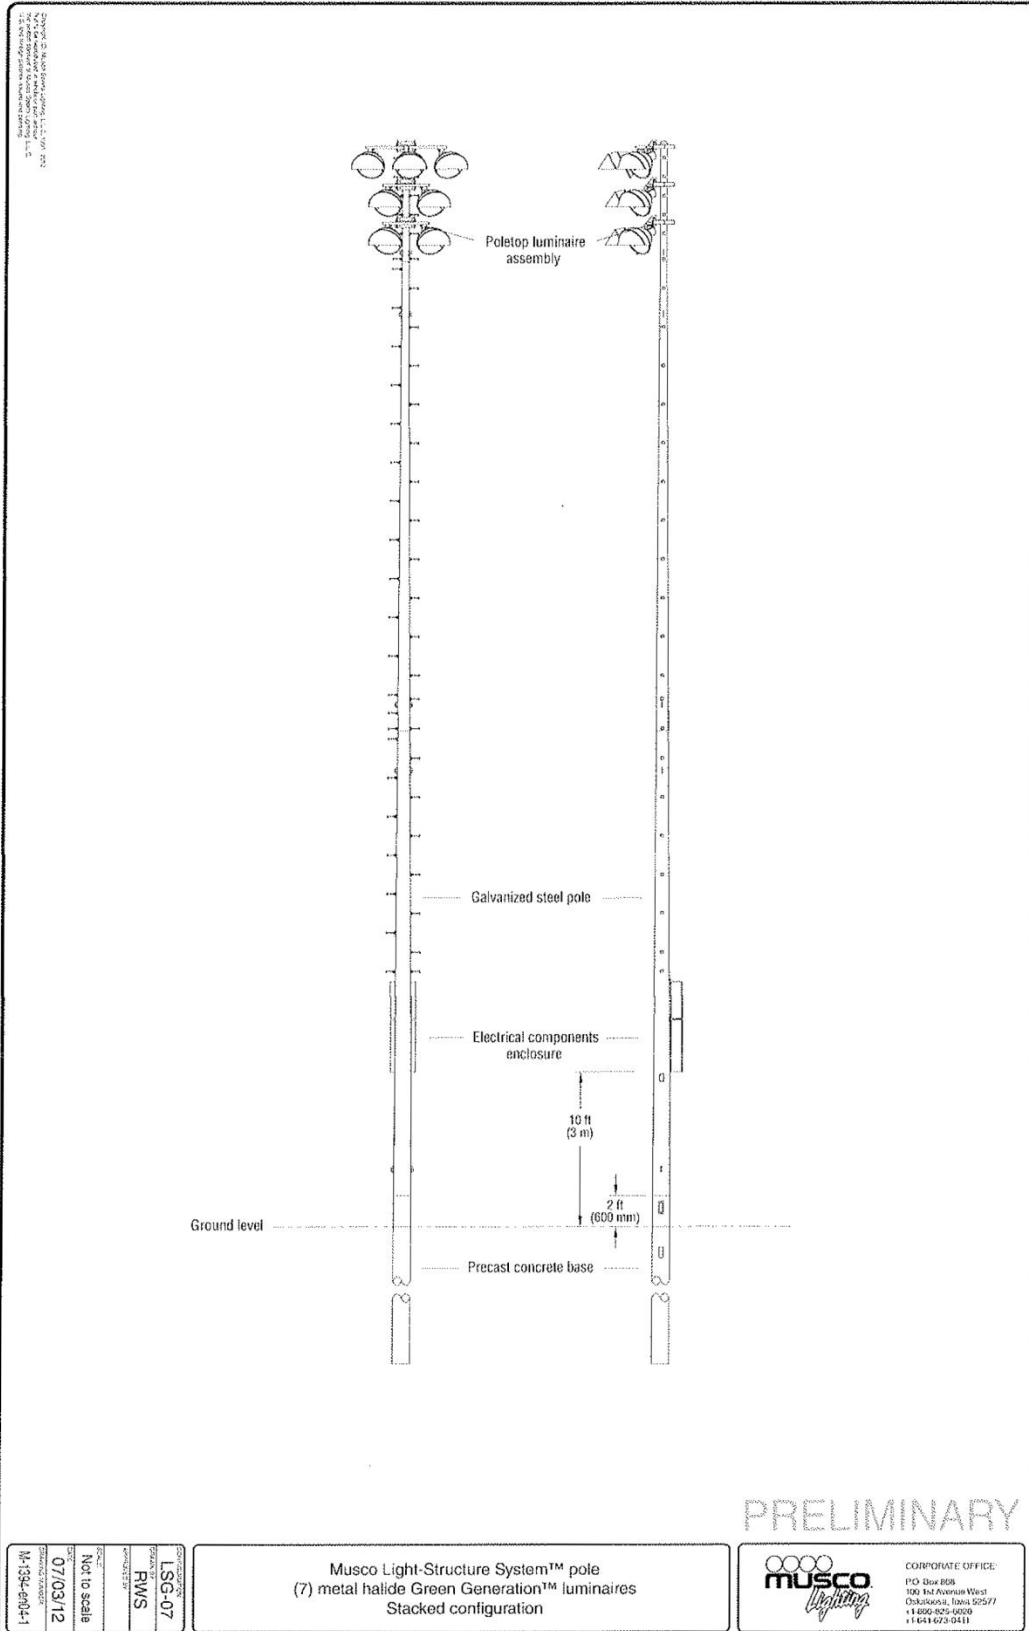 Poletop luminaire
assembly
Galvanized steel pole
Electrical components
enclosure
10 ft
(3 m)
2 ft
(600 mm)
Ground level
Precast concrete base
PRELIMINARY
LSG-07
RWS
Not to scale
07/03/12
M-1394-en04-1
Musco Light-Structure System™ pole
(7) metal halide Green Generation™ luminaires
Stacked configuration
MUSCO
Lighting
CORPORATE OFFICE:
P.O. Box 808
100 1st Avenue West
Oskaloosa, Iowa 52577